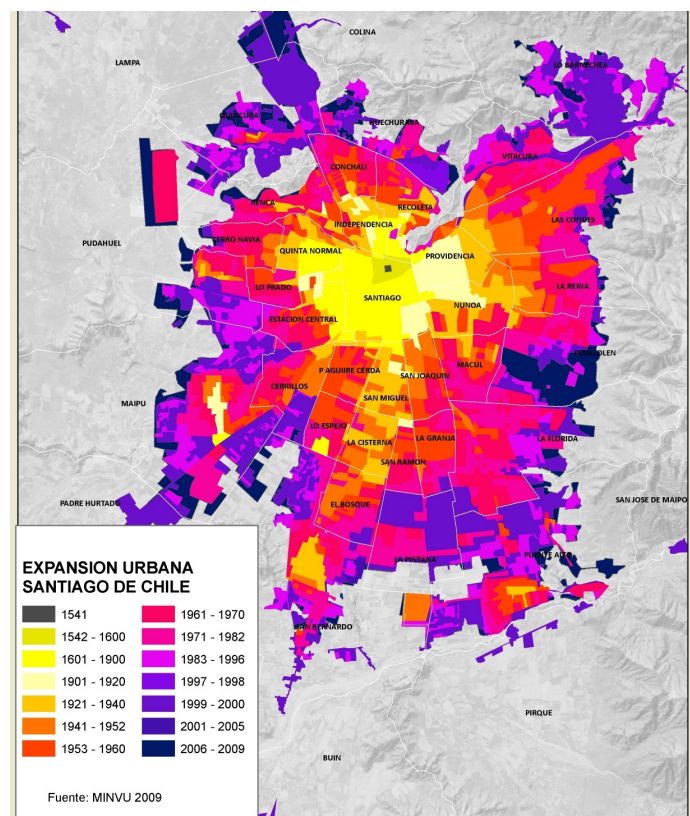 COLINA
LAMPA
LO BARNECHEA
QUILICURA
HUECHURABA
VITACURA
CONCHALI
RENCA
RECOLETA
LAS CONDES
INDEPENDENCIA
CERRO NAVIA
PUDAHUEL
QUINTA NORMAL
PROVIDENCIA
LO PRADO
LA REINA
SANTIAGO
NUNOA
ESTACION CENTRAL
PENALOLEN
MACUL
P AGUIRE CERDA
SAN JOAQUIN
CERRILLOS
SAN MIGUEL
MAIPU
LO ESPEJO
LA CISTERNA
LA GRANJA
LA FLORIDA
SAN RAMON
PADRE HURTADO
SAN JOSE DE MAIPO
EL BOSQUE
LA PINTANA
PUENTE ALTO
SAN BERNARDO
PIRQUE
BUIN
EXPANSION URBANA
SANTIAGO DE CHILE
1541
1542 - 1600
1601 - 1900
1901 - 1920
1921 - 1940
1941 - 1952
1953 - 1960
1961 - 1970
1971 - 1982
1983 - 1996
1997 - 1998
1999 - 2000
2001 - 2005
2006 - 2009
Fuente: MINVU 2009